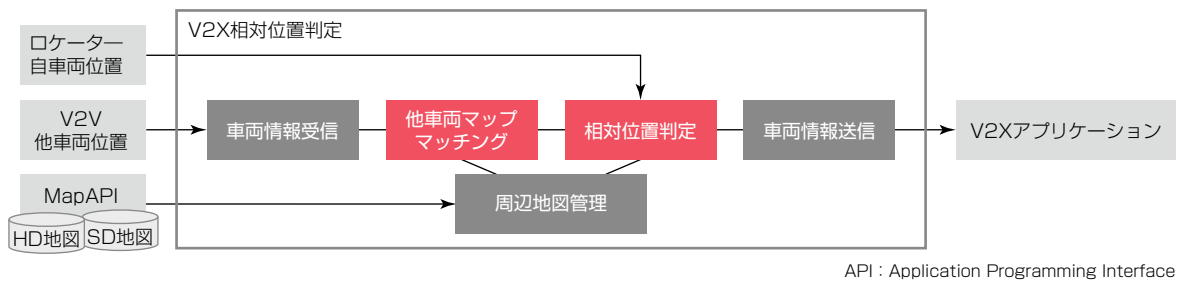 V2X相対位置判定
ロケーター
自車両位置
V2V
他車両位置
車両情報受信
他車両マップ
マッチング
相対位置判定
車両情報送信
V2Xアプリケーション
MapAPI
HD地図
SD地図
周辺地図管理
API：Application Programming Interface